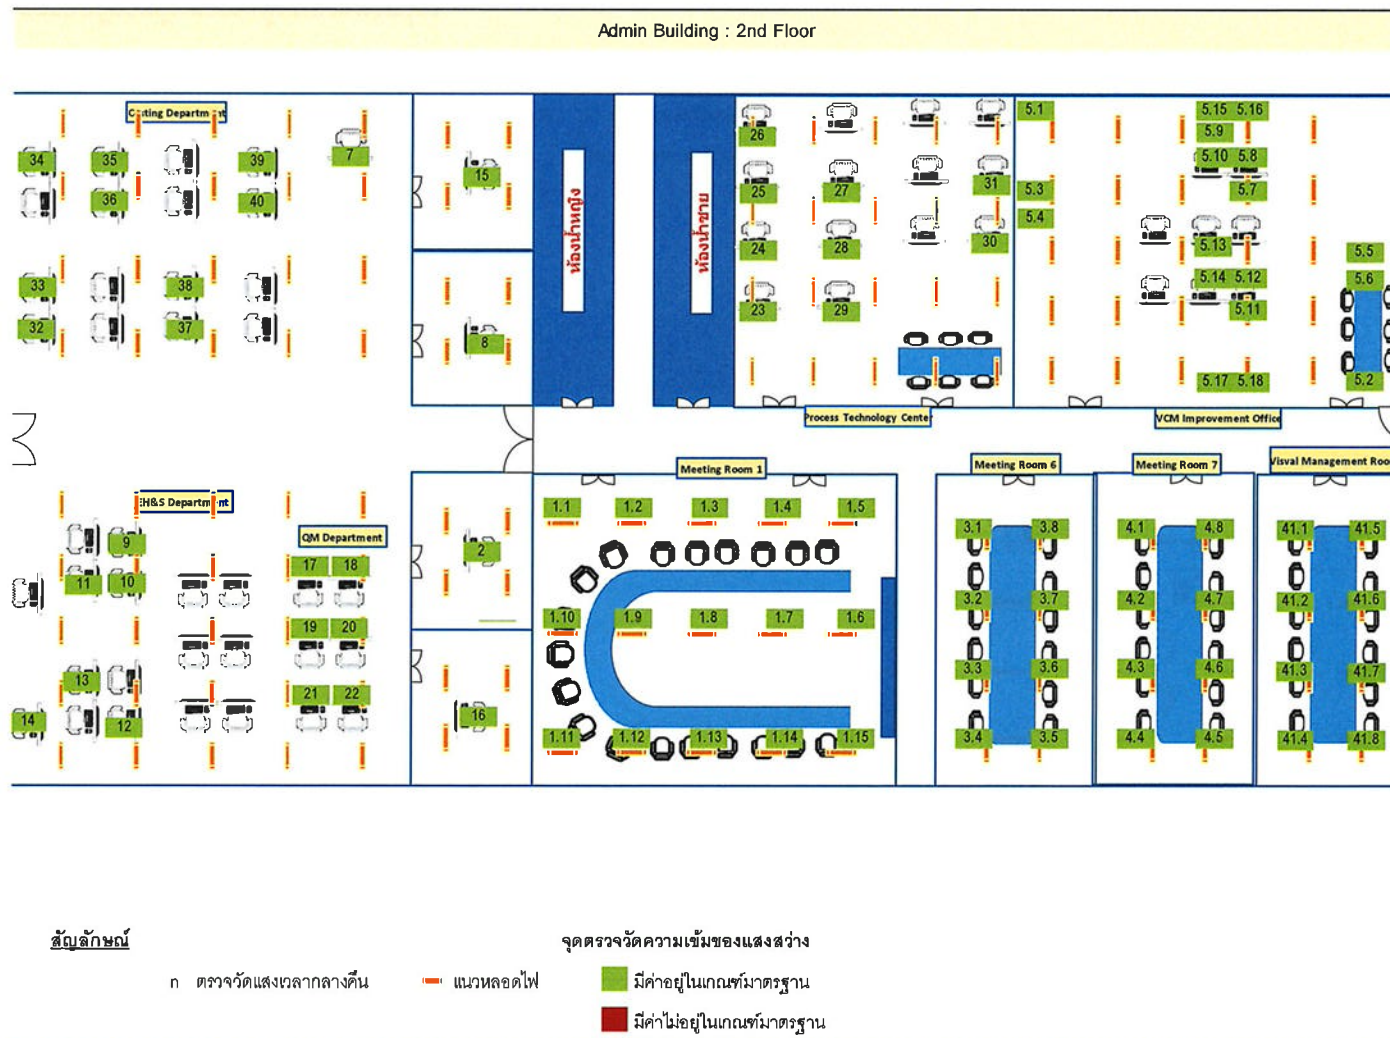 Admin Building : 2nd Floor
Casting Department
34 35 39 7
36 40
33 38
32 37
15
8
ห้องน้ำหญิง
ห้องน้ำชาย
26
25 27 31
24 28 30
23 29
Process Technology Center
5.1 5.15 5.16
5.9
5.10 5.8
5.3 5.7
5.4
5.13 5.5
5.14 5.12 5.6
5.11
5.17 5.18 5.2
VCM Improvement Office
EH&S Department
QM Department
9
11 10
13
14 12
17 18
19 20
21 22
2
16
Meeting Room 1
1.1 1.2 1.3 1.4 1.5
1.10 1.9 1.8 1.7 1.6
1.11 1.12 1.13 1.14 1.15
Meeting Room 6
3.1 3.8
3.2 3.7
3.3 3.6
3.4 3.5
Meeting Room 7
4.1 4.8
4.2 4.7
4.3 4.6
4.4 4.5
Visval Management Roo
41.1 41.5
41.2 41.6
41.3 41.7
41.4 41.8
สัญลักษณ์
n ตรวจวัดแสงเวลากลางคืน
แนวหลอดไฟ
จุดตรวจวัดความเข้มของแสงสว่าง
มีค่าอยู่ในเกณฑ์มาตรฐาน
มีค่าไม่อยู่ในเกณฑ์มาตรฐาน